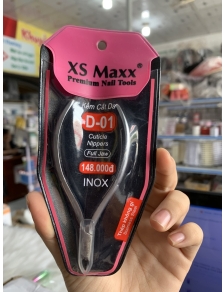 XS Maxx®
Premium Nail Tools
Kềm Cắt Da
D-01
Cuticle
Nippers
Full Jaw
148.000đ
INOX